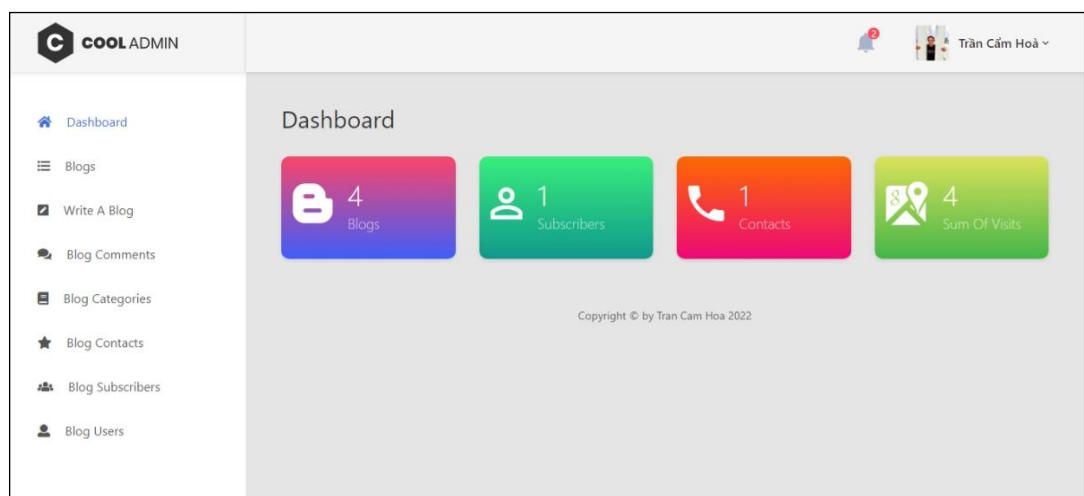 C COOL ADMIN
2
Trần Cẩm Hoà
Dashboard
Blogs
Write A Blog
Blog Comments
Blog Categories
Blog Contacts
Blog Subscribers
Blog Users
Dashboard
4
Blogs
1
Subscribers
1
Contacts
8
4
Sum Of Visits
Copyright © by Tran Cam Hoa 2022